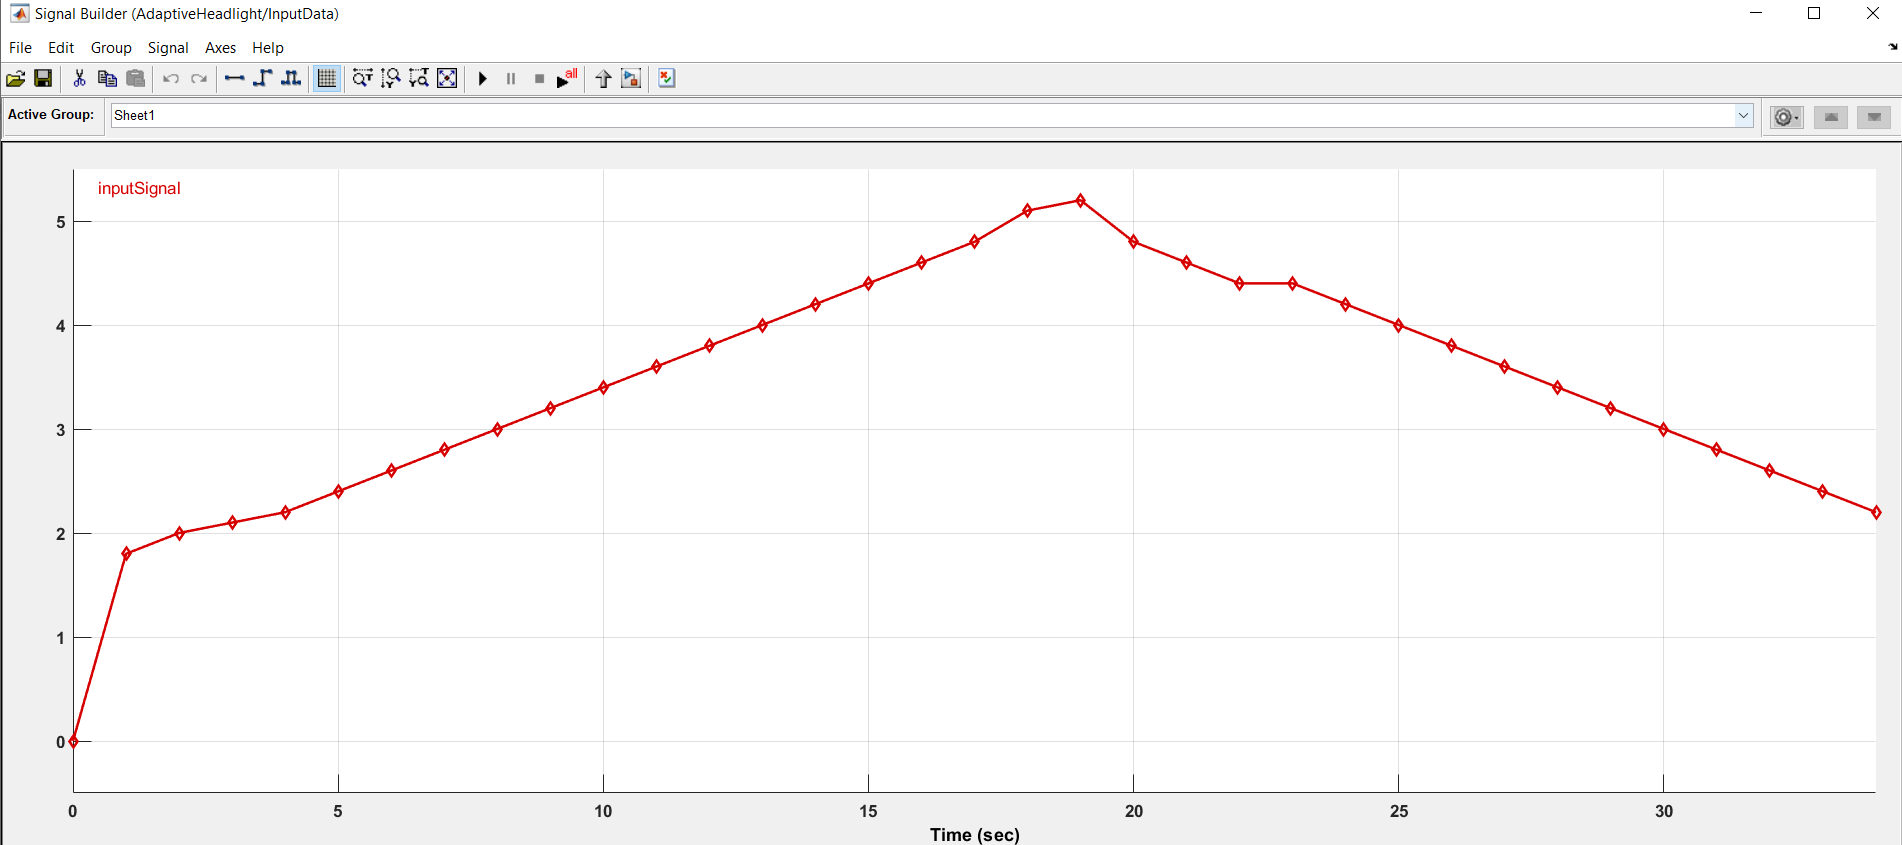 Signal Builder (AdaptiveHeadlight/InputData)
File Edit Group Signal Axes Help
all
Active Group: Sheet1
inputSignal
5
4
3
2
1
0
0 5 10 15 20 25 30
Time (sec)